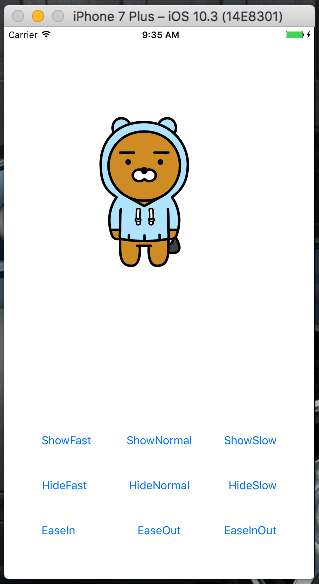 iPhone 7 Plus – iOS 10.3 (14E8301)
Carrier 9:35 AM
ShowFast ShowNormal ShowSlow
HideFast HideNormal HideSlow
EaseIn EaseOut EaseInOut